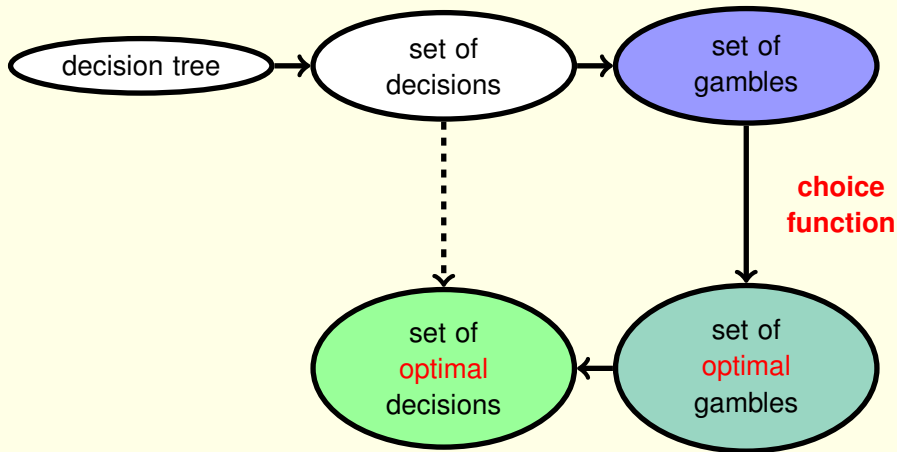 decision tree
set of
decisions
set of
gambles
choice
function
set of
optimal
decisions
set of
optimal
gambles